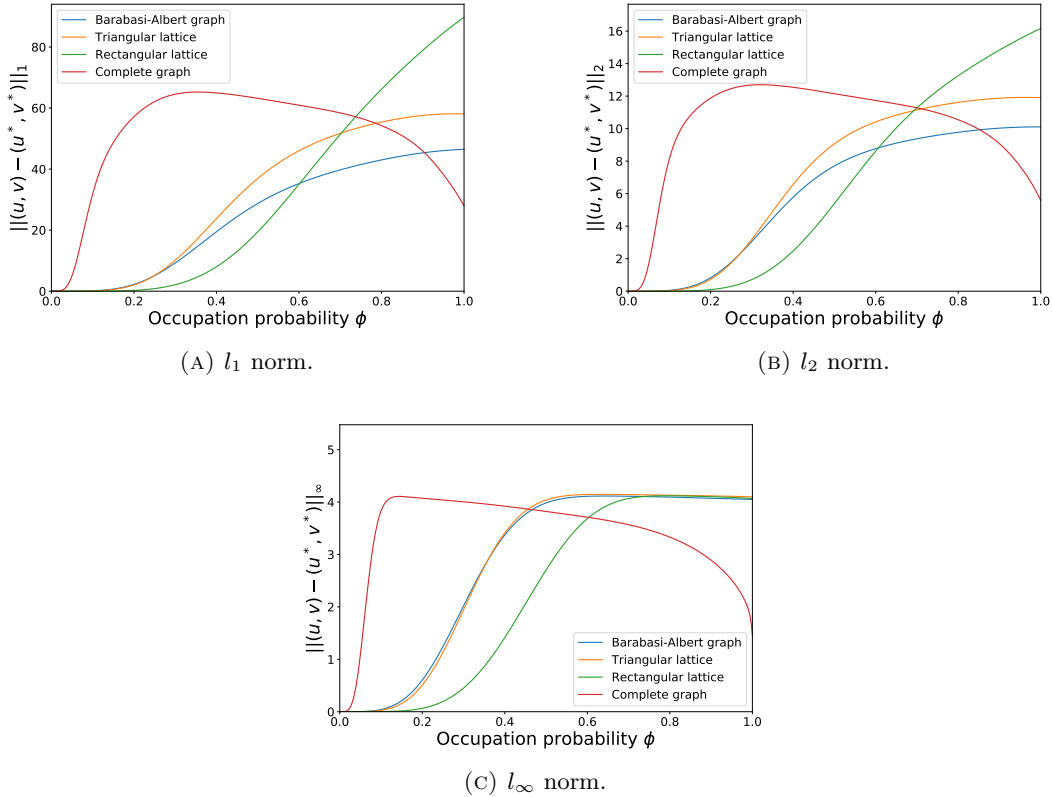 Barabasi-Albert graph
Triangular lattice
Rectangular lattice
Complete graph
||(u, v) − (u*, v*)||₁
80
60
40
20
0
0.0 0.2 0.4 0.6 0.8 1.0
Occupation probability ϕ
(A) l₁ norm.
Barabasi-Albert graph
Triangular lattice
Rectangular lattice
Complete graph
||(u, v) − (u*, v*)||₂
16
14
12
10
8
6
4
2
0
0.0 0.2 0.4 0.6 0.8 1.0
Occupation probability ϕ
(B) l₂ norm.
||(u, v) − (u*, v*)||∞
5
4
3
2
1
0
Barabasi-Albert graph
Triangular lattice
Rectangular lattice
Complete graph
0.0 0.2 0.4 0.6 0.8 1.0
Occupation probability ϕ
(C) l∞ norm.